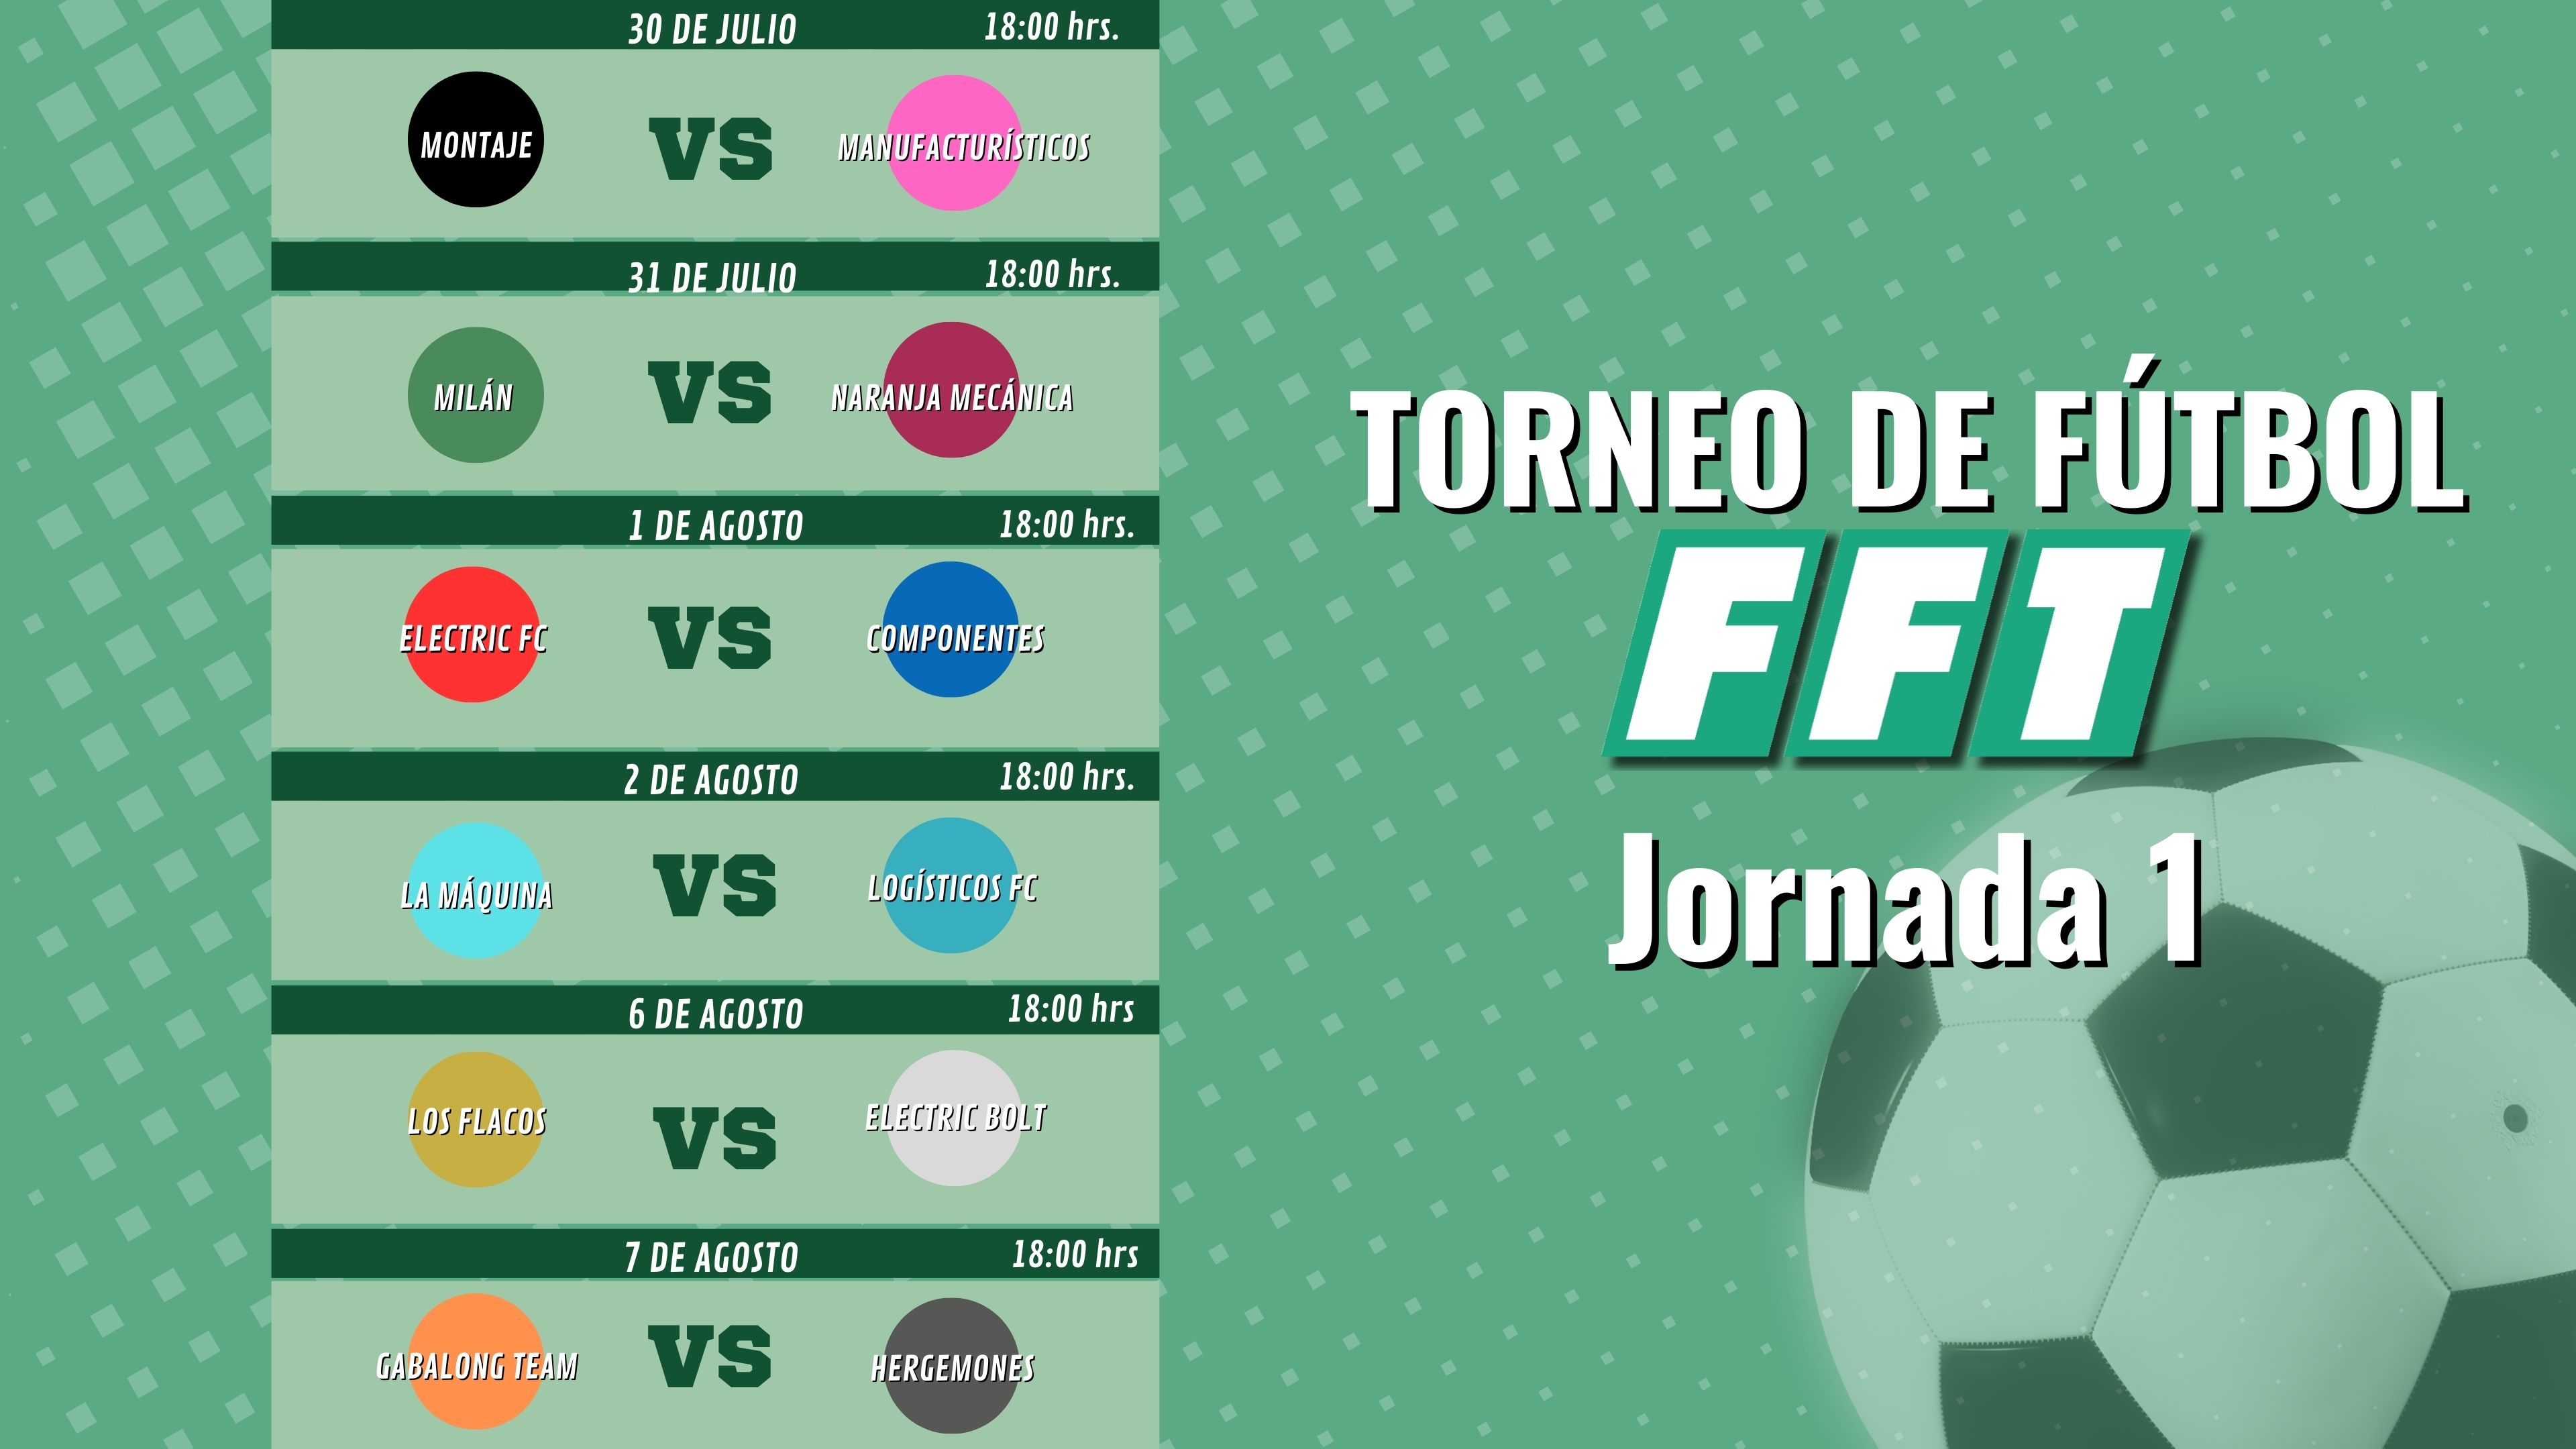 30 DE JULIO 18:00 hrs.
MONTAJE VS MANUFACTURÍSTICOS
31 DE JULIO 18:00 hrs.
MILÁN VS NARANJA MECÁNICA
1 DE AGOSTO 18:00 hrs.
ELECTRIC FC VS COMPONENTES
2 DE AGOSTO 18:00 hrs.
LA MÁQUINA VS LOGÍSTICOS FC
6 DE AGOSTO 18:00 hrs
LOS FLACOS VS ELECTRIC BOLT
7 DE AGOSTO 18:00 hrs
GABALONG TEAM VS HERGEMONES
TORNEO DE FÚTBOL
FFT
Jornada 1